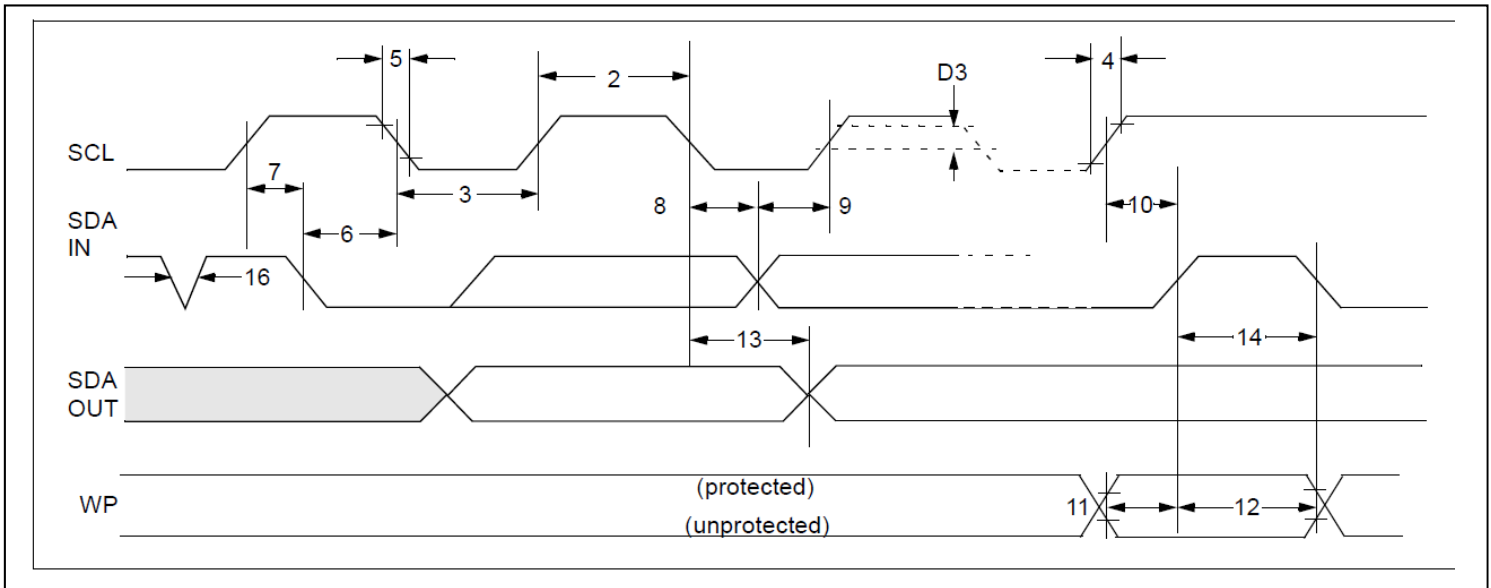 5
2
D3
4
SCL
7
3
8
9
10
SDA
IN
6
16
13
14
SDA
OUT
(protected)
WP
11
12
(unprotected)